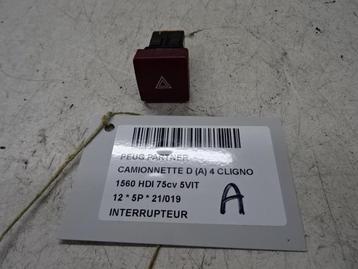 PEUG PARTNER
CAMIONNETTE D (A) 4 CLIGNO
1560 HDI 75cv 5VIT
12 * 5P * 21/019
INTERRUPTEUR
A